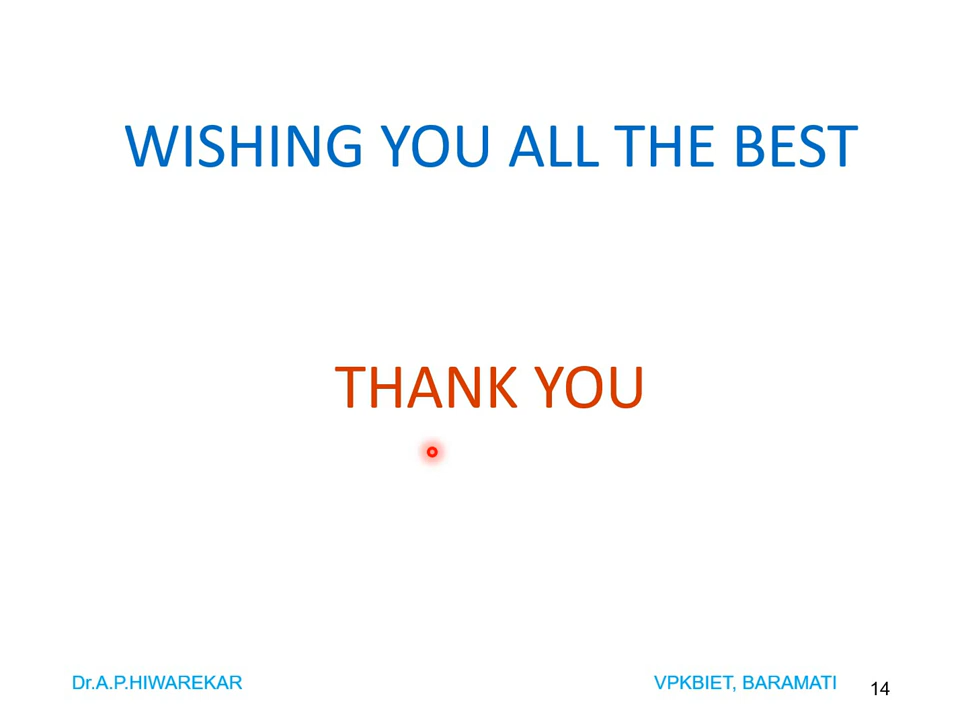 WISHING YOU ALL THE BEST
THANK YOU
Dr.A.P.HIWAREKAR
VPKBIET, BARAMATI
14